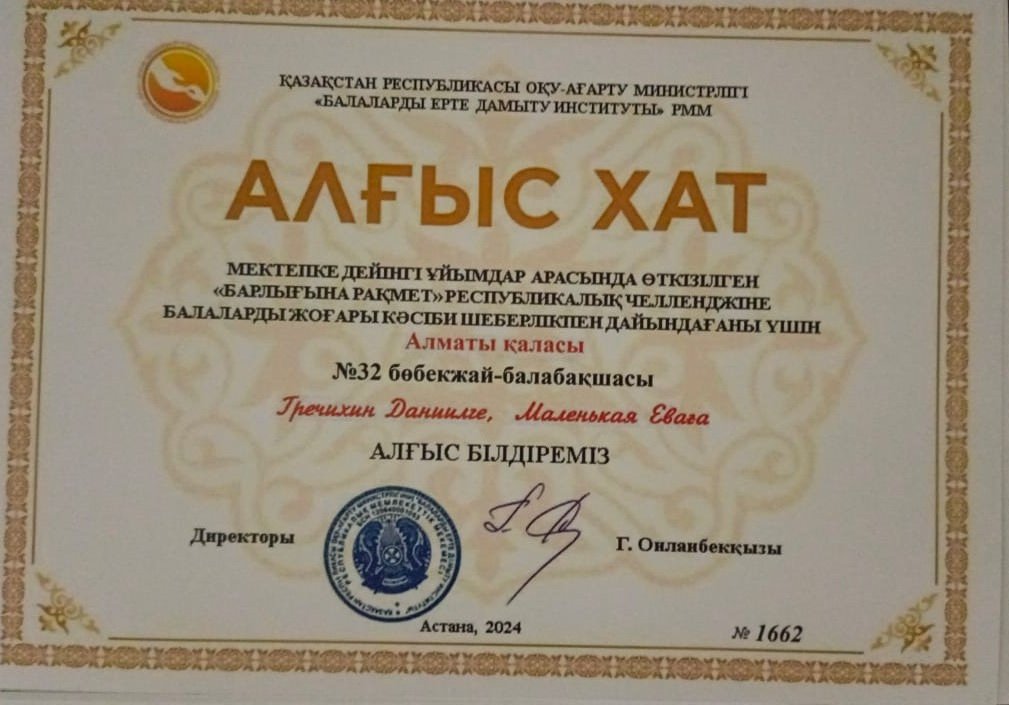 ҚАЗАҚСТАН РЕСПУБЛИКАСЫ ОҚУ-АҒАРТУ МИНИСТРЛІГІ
«БАЛАЛАРДЫ ЕРТЕ ДАМЫТУ ИНСТИТУТЫ» РММ
АЛҒЫС ХАТ
МЕКТЕПКЕ ДЕЙІНГІ ҰЙЫМДАР АРАСЫНДА ӨТКІЗІЛГЕН
«БАРЛЫҒЫНА РАҚМЕТ» РЕСПУБЛИКАЛЫҚ ЧЕЛЛЕНДЖІНЕ
БАЛАЛАРДЫ ЖОҒАРЫ КӘСІБИ ШЕБЕРЛІКПЕН ДАЙЫНДАҒАНЫ ҮШІН
Алматы қаласы
№32 бөбекжай-балабақшасы
Гречихин Даниилге, Маленькая Еваға
АЛҒЫС БІЛДІРЕМІЗ
Директоры
Г. Оңланбекқызы
Астана, 2024
№ 1662